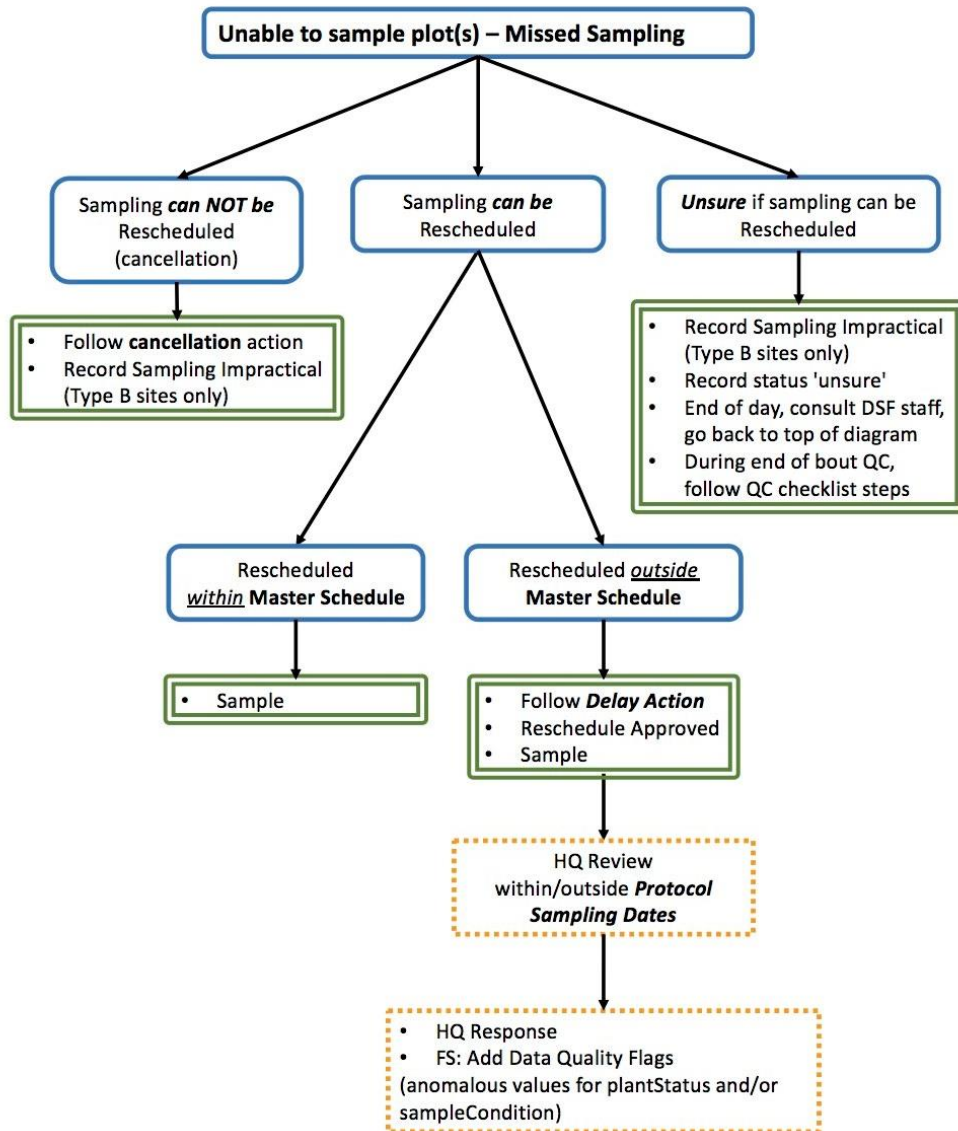 Unable to sample plot(s) – Missed Sampling
Sampling can NOT be
Rescheduled
(cancellation)
Sampling can be
Rescheduled
Unsure if sampling can be
Rescheduled
• Follow cancellation action
• Record Sampling Impractical
(Type B sites only)
• Record Sampling Impractical
(Type B sites only)
• Record status 'unsure'
• End of day, consult DSF staff,
go back to top of diagram
• During end of bout QC,
follow QC checklist steps
Rescheduled
within Master Schedule
Rescheduled outside
Master Schedule
• Sample
• Follow Delay Action
• Reschedule Approved
• Sample
HQ Review
within/outside Protocol
Sampling Dates
• HQ Response
• FS: Add Data Quality Flags
(anomalous values for plantStatus and/or
sampleCondition)